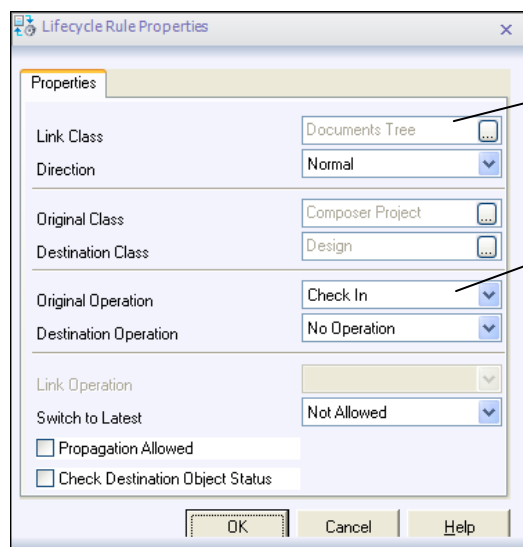 Lifecycle Rule Properties
Properties
Link Class Documents Tree ...
Direction Normal
Original Class Composer Project ...
Destination Class Design ...
Original Operation Check In
Destination Operation No Operation
Link Operation
Switch to Latest Not Allowed
Propagation Allowed
Check Destination Object Status
OK Cancel Help